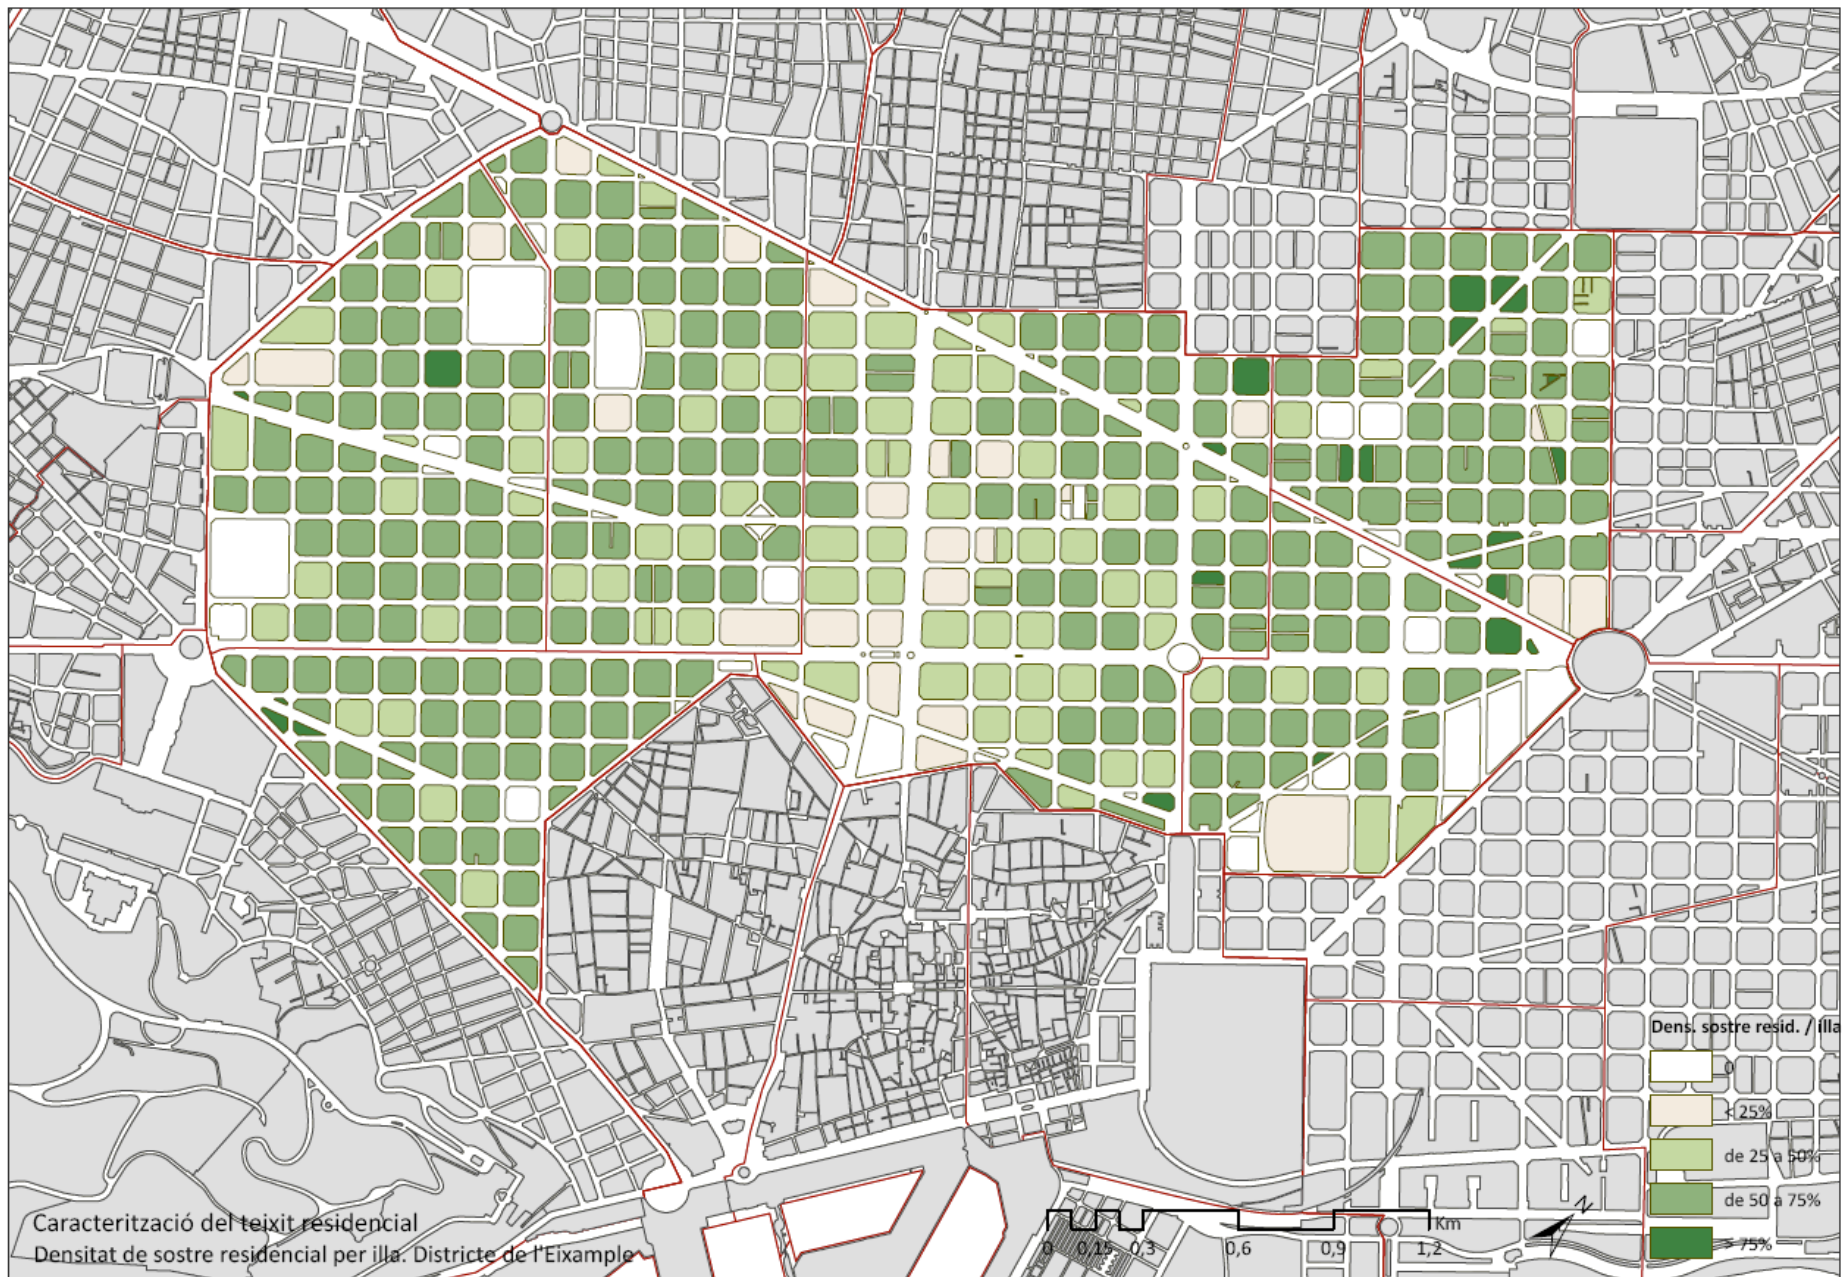 Dens. sostre resid. / illa
0
< 25%
de 25 a 50%
de 50 a 75%
> 75%
N
Km
0 0,15 0,3 0,6 0,9 1,2
Caracterització del teixit residencial
Densitat de sostre residencial per illa. Districte de l'Eixample